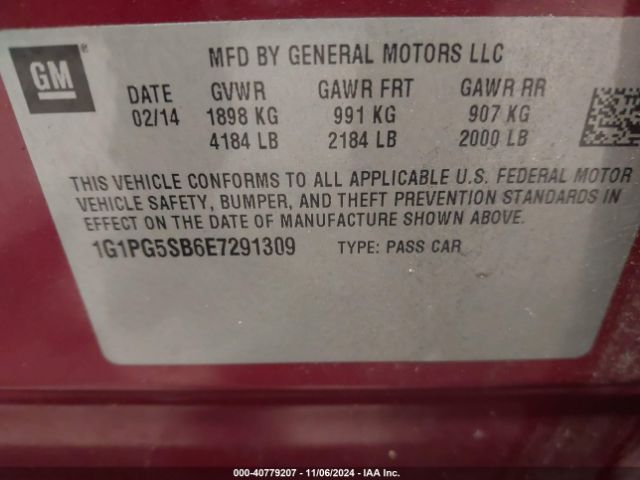 GM®
MFD BY GENERAL MOTORS LLC
DATE GVWR GAWR FRT GAWR RR
02/14 1898 KG 991 KG 907 KG
4184 LB 2184 LB 2000 LB
THIS VEHICLE CONFORMS TO ALL APPLICABLE U.S. FEDERAL MOTOR
VEHICLE SAFETY, BUMPER, AND THEFT PREVENTION STANDARDS IN
EFFECT ON THE DATE OF MANUFACTURE SHOWN ABOVE.
1G1PG5SB6E7291309 TYPE: PASS CAR
000-40779207 - 11/06/2024 - IAA Inc.